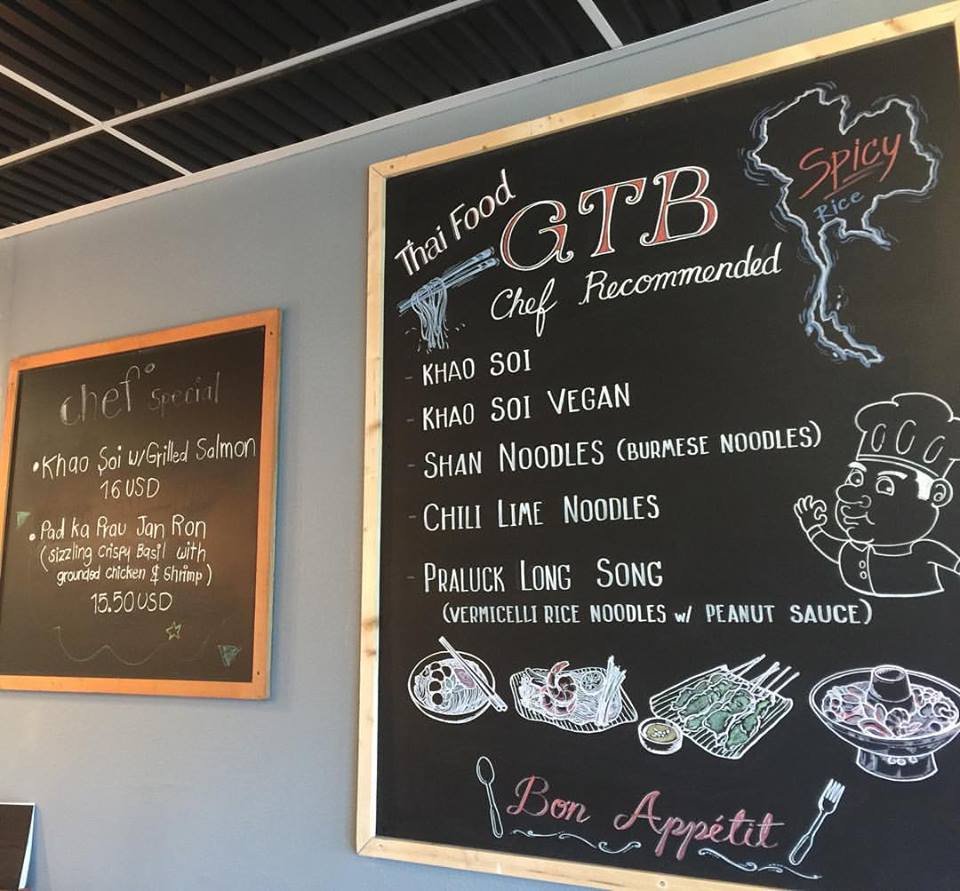 chef Special
• Khao Soi w/Grilled Salmon
16 USD
• Pad Ka Prau Jan Ron
(sizzling crispy Basil with
grounded chicken & Shrimp)
15.50 USD
Thai Food
GTB
Chef Recommended
Spicy
Rice
- KHAO SOI
- KHAO SOI VEGAN
- SHAN NOODLES (BURMESE NOODLES)
- CHILI LIME NOODLES
- PRALUCK LONG SONG
(VERMICELLI RICE NOODLES w/ PEANUT SAUCE)
Bon Appétit